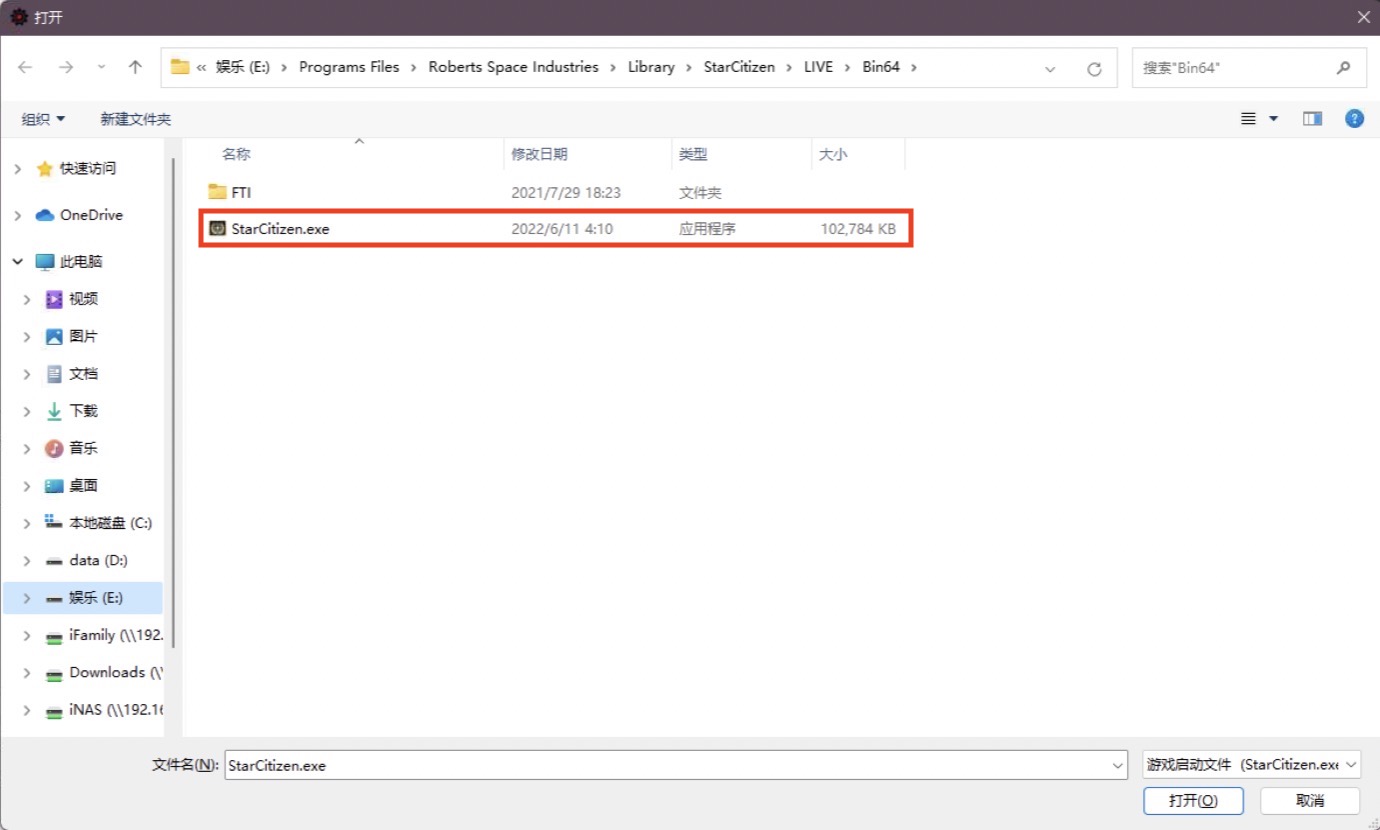 打开
« 娱乐 (E:) › Programs Files › Roberts Space Industries › Library › StarCitizen › LIVE › Bin64 ›
搜索"Bin64"
组织
新建文件夹
名称 修改日期 类型 大小
FTI 2021/7/29 18:23 文件夹
StarCitizen.exe 2022/6/11 4:10 应用程序 102,784 KB
快速访问
OneDrive
此电脑
视频
图片
文档
下载
音乐
桌面
本地磁盘 (C:)
data (D:)
娱乐 (E:)
iFamily (\\192.
Downloads (\\
iNAS (\\192.16
文件名(N): StarCitizen.exe
游戏启动文件 (StarCitizen.exe
打开(O) 取消